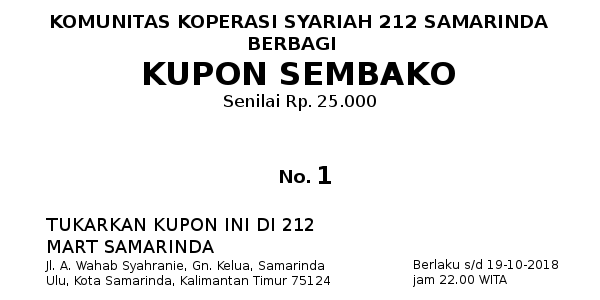 KOMUNITAS KOPERASI SYARIAH 212 SAMARINDA
BERBAGI
KUPON SEMBAKO
Senilai Rp. 25.000
No. 1
TUKARKAN KUPON INI DI 212
MART SAMARINDA
Jl. A. Wahab Syahranie, Gn. Kelua, Samarinda
Ulu, Kota Samarinda, Kalimantan Timur 75124
Berlaku s/d 19-10-2018
jam 22.00 WITA